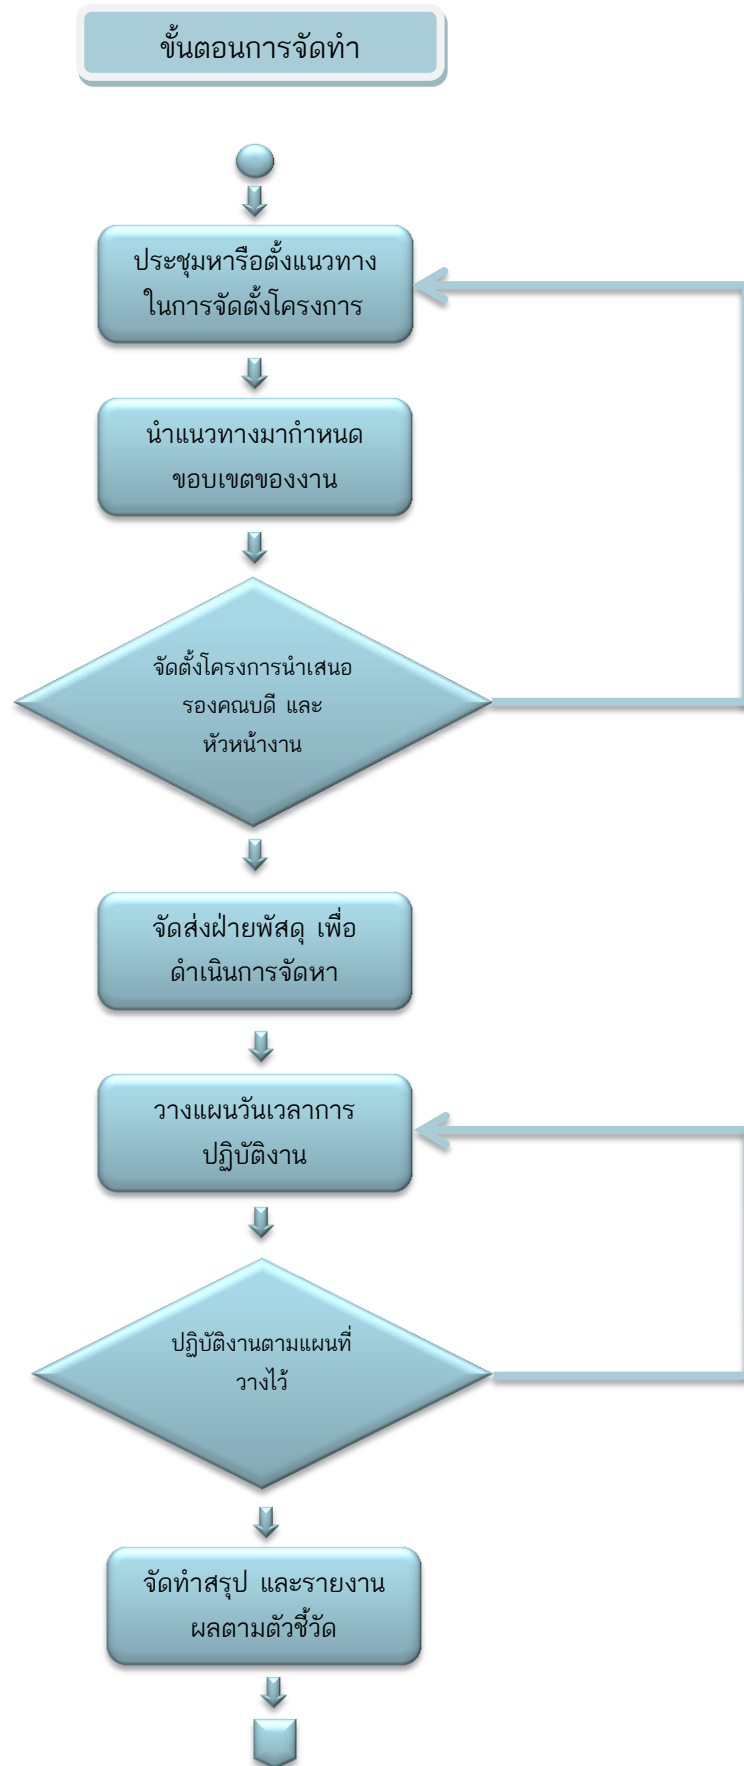 ขั้นตอนการจัดทำ
ประชุมหารือตั้งแนวทาง
ในการจัดตั้งโครงการ
นำแนวทางมากำหนด
ขอบเขตของงาน
จัดตั้งโครงการนำเสนอ
รองคณบดี และ
หัวหน้างาน
จัดส่งฝ่ายพัสดุ เพื่อ
ดำเนินการจัดหา
วางแผนวันเวลาการ
ปฏิบัติงาน
ปฏิบัติงานตามแผนที่
วางไว้
จัดทำสรุป และรายงาน
ผลตามตัวชี้วัด